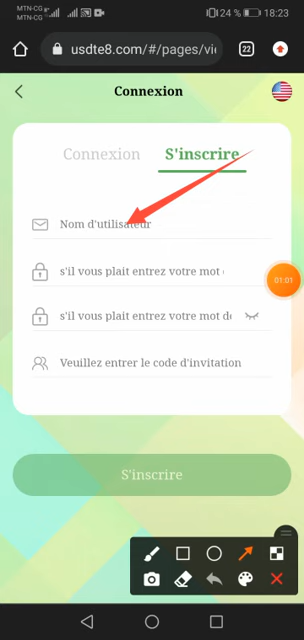 MTN-CG
MTN-CG
24 % 18:23
usdte8.com/#/pages/vi
22
Connexion
Connexion S'inscrire
Nom d'utilisateur
s'il vous plait entrez votre mot
01:01
s'il vous plait entrez votre mot de
Veuillez entrer le code d'invitation
S'inscrire